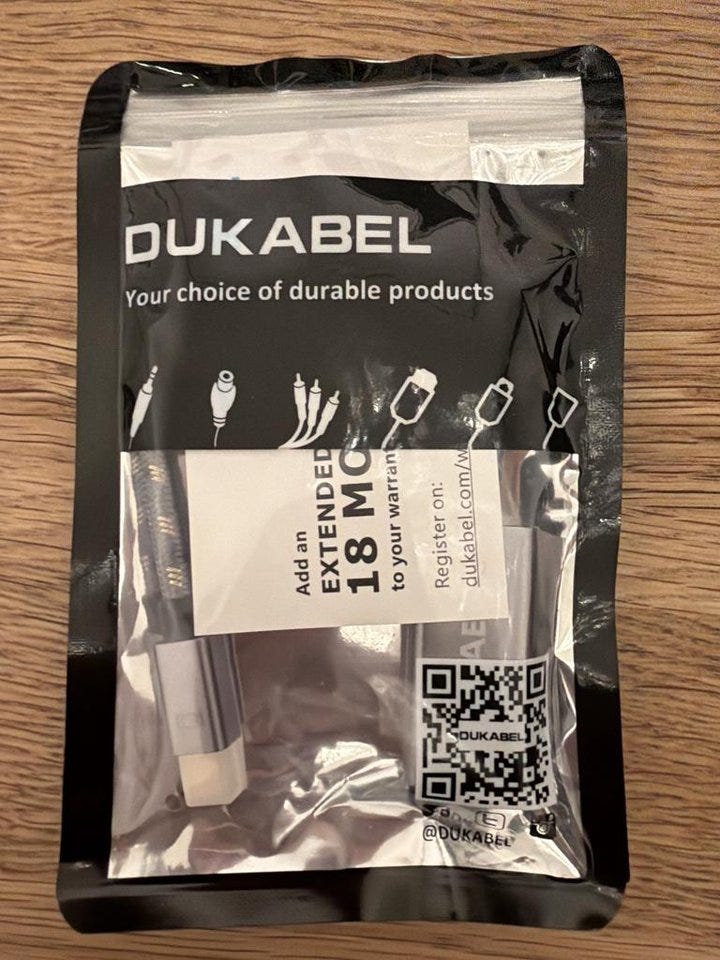 DUKABEL
Your choice of durable products
Add an
EXTENDED
18 MO
to your warran
Register on:
dukabel.com/w
ABE
DUKABEL
@DUKABEL